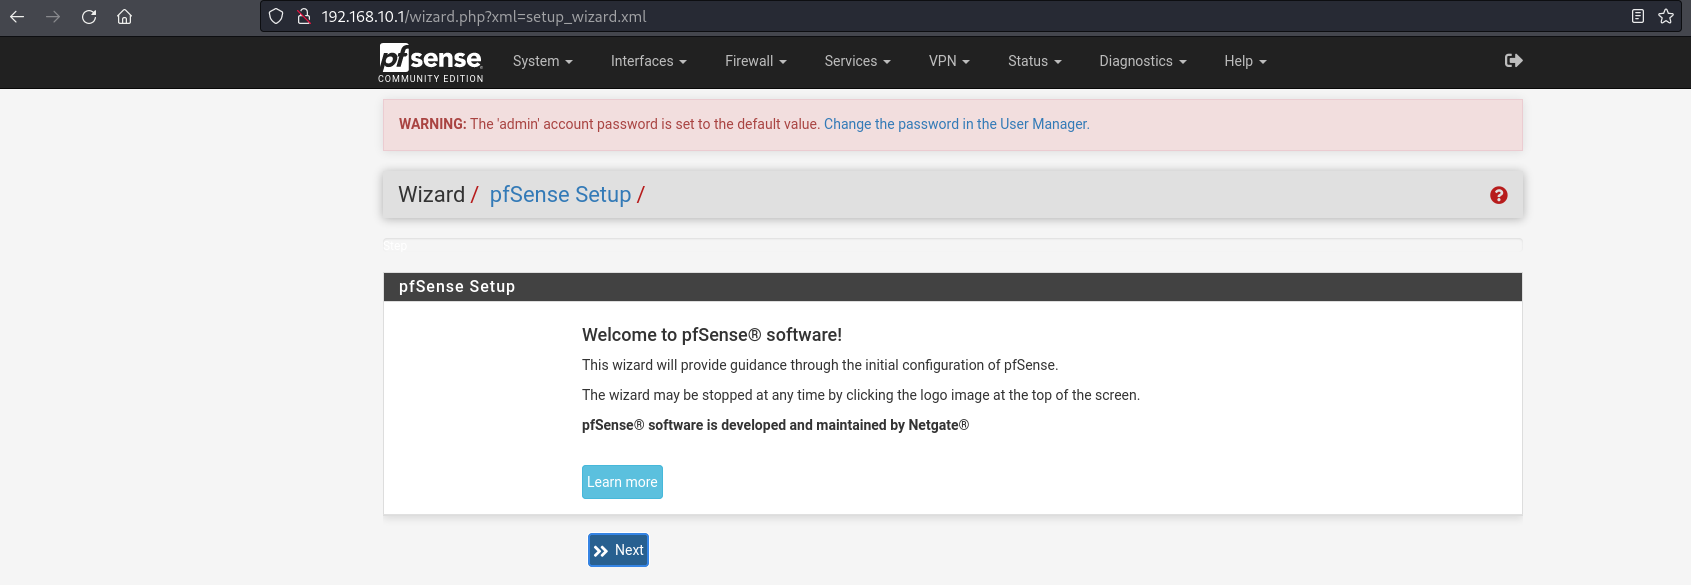 192.168.10.1/wizard.php?xml=setup_wizard.xml
pfsense
COMMUNITY EDITION
System Interfaces Firewall Services VPN Status Diagnostics Help
WARNING: The 'admin' account password is set to the default value. Change the password in the User Manager.
Wizard / pfSense Setup /
Step
pfSense Setup
Welcome to pfSense® software!
This wizard will provide guidance through the initial configuration of pfSense.
The wizard may be stopped at any time by clicking the logo image at the top of the screen.
pfSense® software is developed and maintained by Netgate®
Learn more
Next